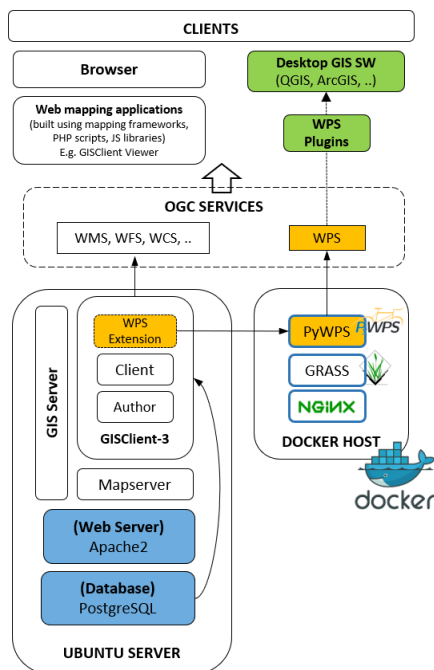 CLIENTS
Browser
Desktop GIS SW
(QGIS, ArcGIS, ..)
Web mapping applications
(built using mapping frameworks,
PHP scripts, JS libraries)
E.g. GISClient Viewer
WPS
Plugins
OGC SERVICES
WMS, WFS, WCS, ..
WPS
GIS Server
WPS
Extension
Client
Author
GISClient-3
Mapserver
(Web Server)
Apache2
(Database)
PostgreSQL
UBUNTU SERVER
PyWPS
PyWPS
GRASS
NGINX
DOCKER HOST
docker